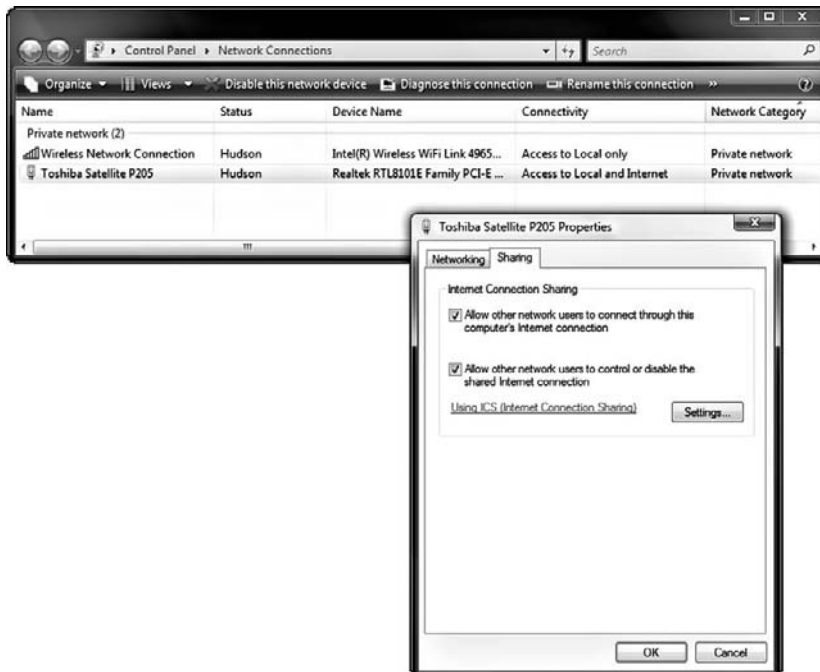 Control Panel Network Connections Search
Organize Views Disable this network device Diagnose this connection Rename this connection »
Name Status Device Name Connectivity Network Category
Private network (2)
Wireless Network Connection Hudson Intel(R) Wireless WiFi Link 4965... Access to Local only Private network
Toshiba Satellite P205 Hudson Realtek RTL8101E Family PCI-E ... Access to Local and Internet Private network
Toshiba Satellite P205 Properties
Networking Sharing
Internet Connection Sharing
Allow other network users to connect through this
computer's Internet connection
Allow other network users to control or disable the
shared Internet connection
Using ICS (Internet Connection Sharing)
Settings...
OK Cancel